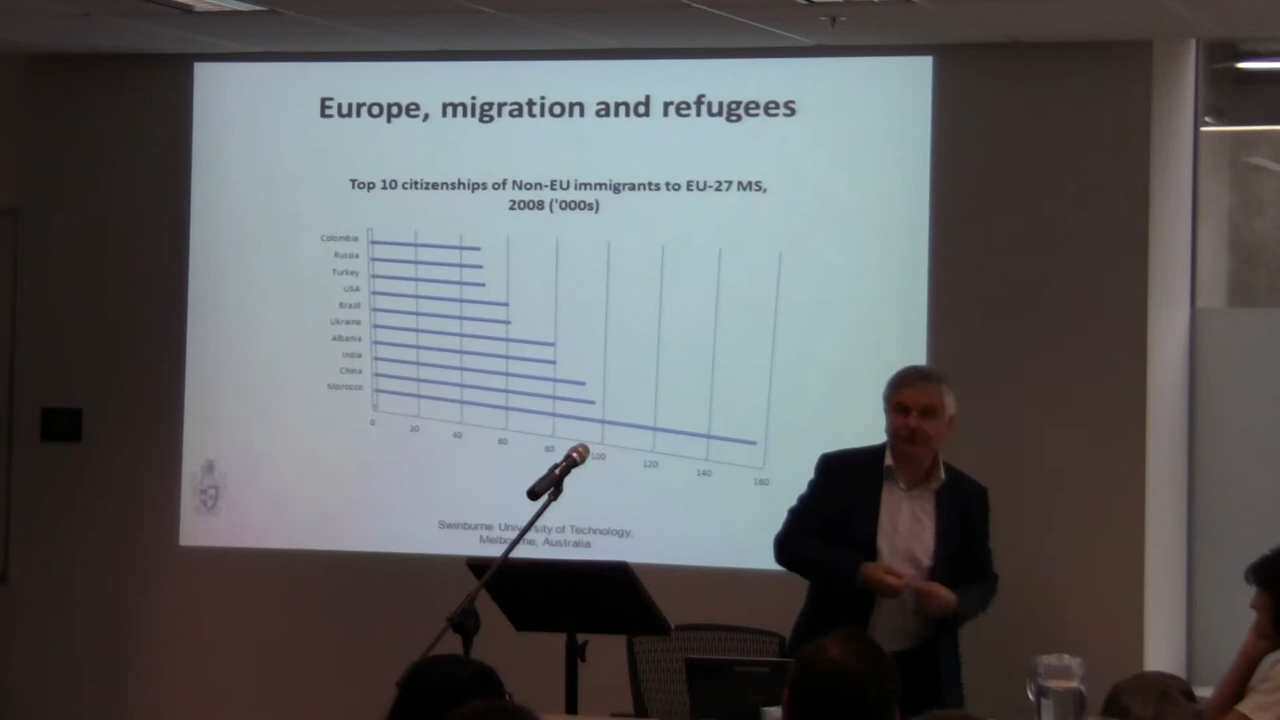 Europe, migration and refugees
Top 10 citizenships of Non-EU immigrants to EU-27 MS,
2008 ('000s)
Colombia
Russia
Turkey
USA
Brazil
Ukraine
Albania
India
China
Morocco
0 20 40 60 80 100 120 140 160
Swinburne University of Technology,
Melbourne, Australia